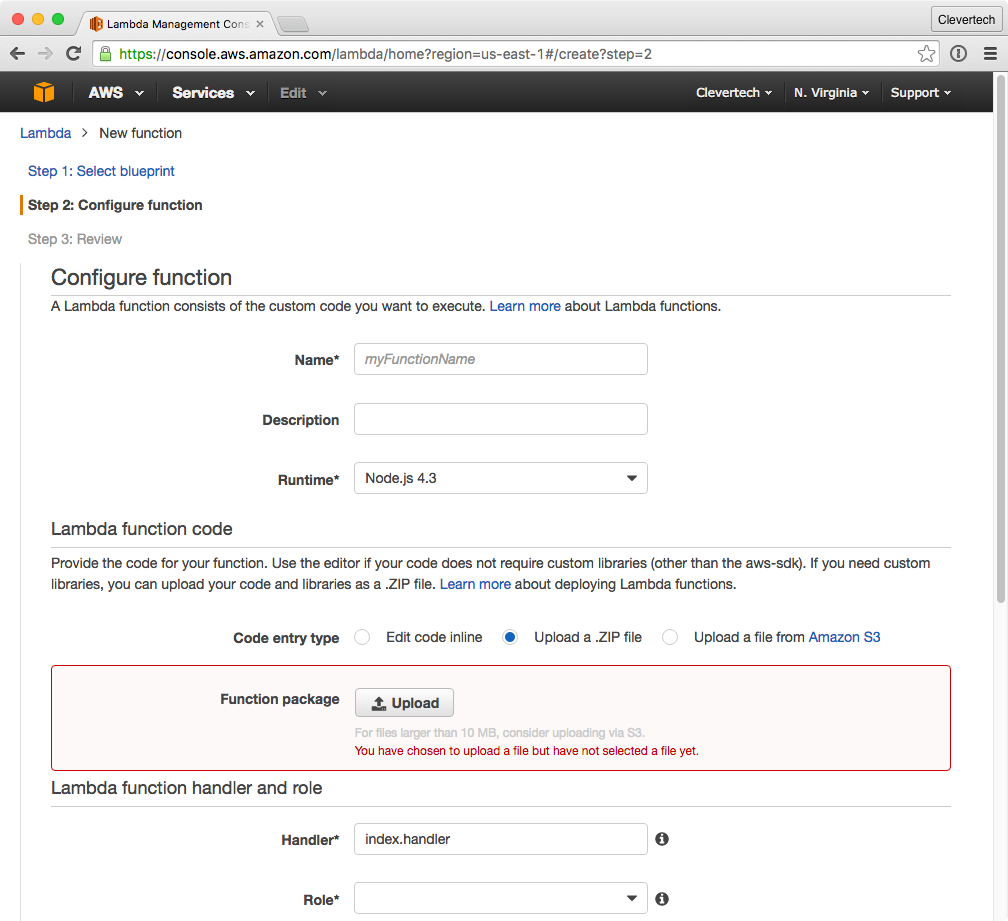 Lambda Management Cons
Clevertech
https://console.aws.amazon.com/lambda/home?region=us-east-1#/create?step=2
AWS Services Edit Clevertech N. Virginia Support
Lambda > New function
Step 1: Select blueprint
Step 2: Configure function
Step 3: Review
Configure function
A Lambda function consists of the custom code you want to execute. Learn more about Lambda functions.
Name* myFunctionName
Description
Runtime* Node.js 4.3
Lambda function code
Provide the code for your function. Use the editor if your code does not require custom libraries (other than the aws-sdk). If you need custom
libraries, you can upload your code and libraries as a .ZIP file. Learn more about deploying Lambda functions.
Code entry type Edit code inline Upload a .ZIP file Upload a file from Amazon S3
Function package Upload
For files larger than 10 MB, consider uploading via S3.
You have chosen to upload a file but have not selected a file yet.
Lambda function handler and role
Handler* index.handler
Role*